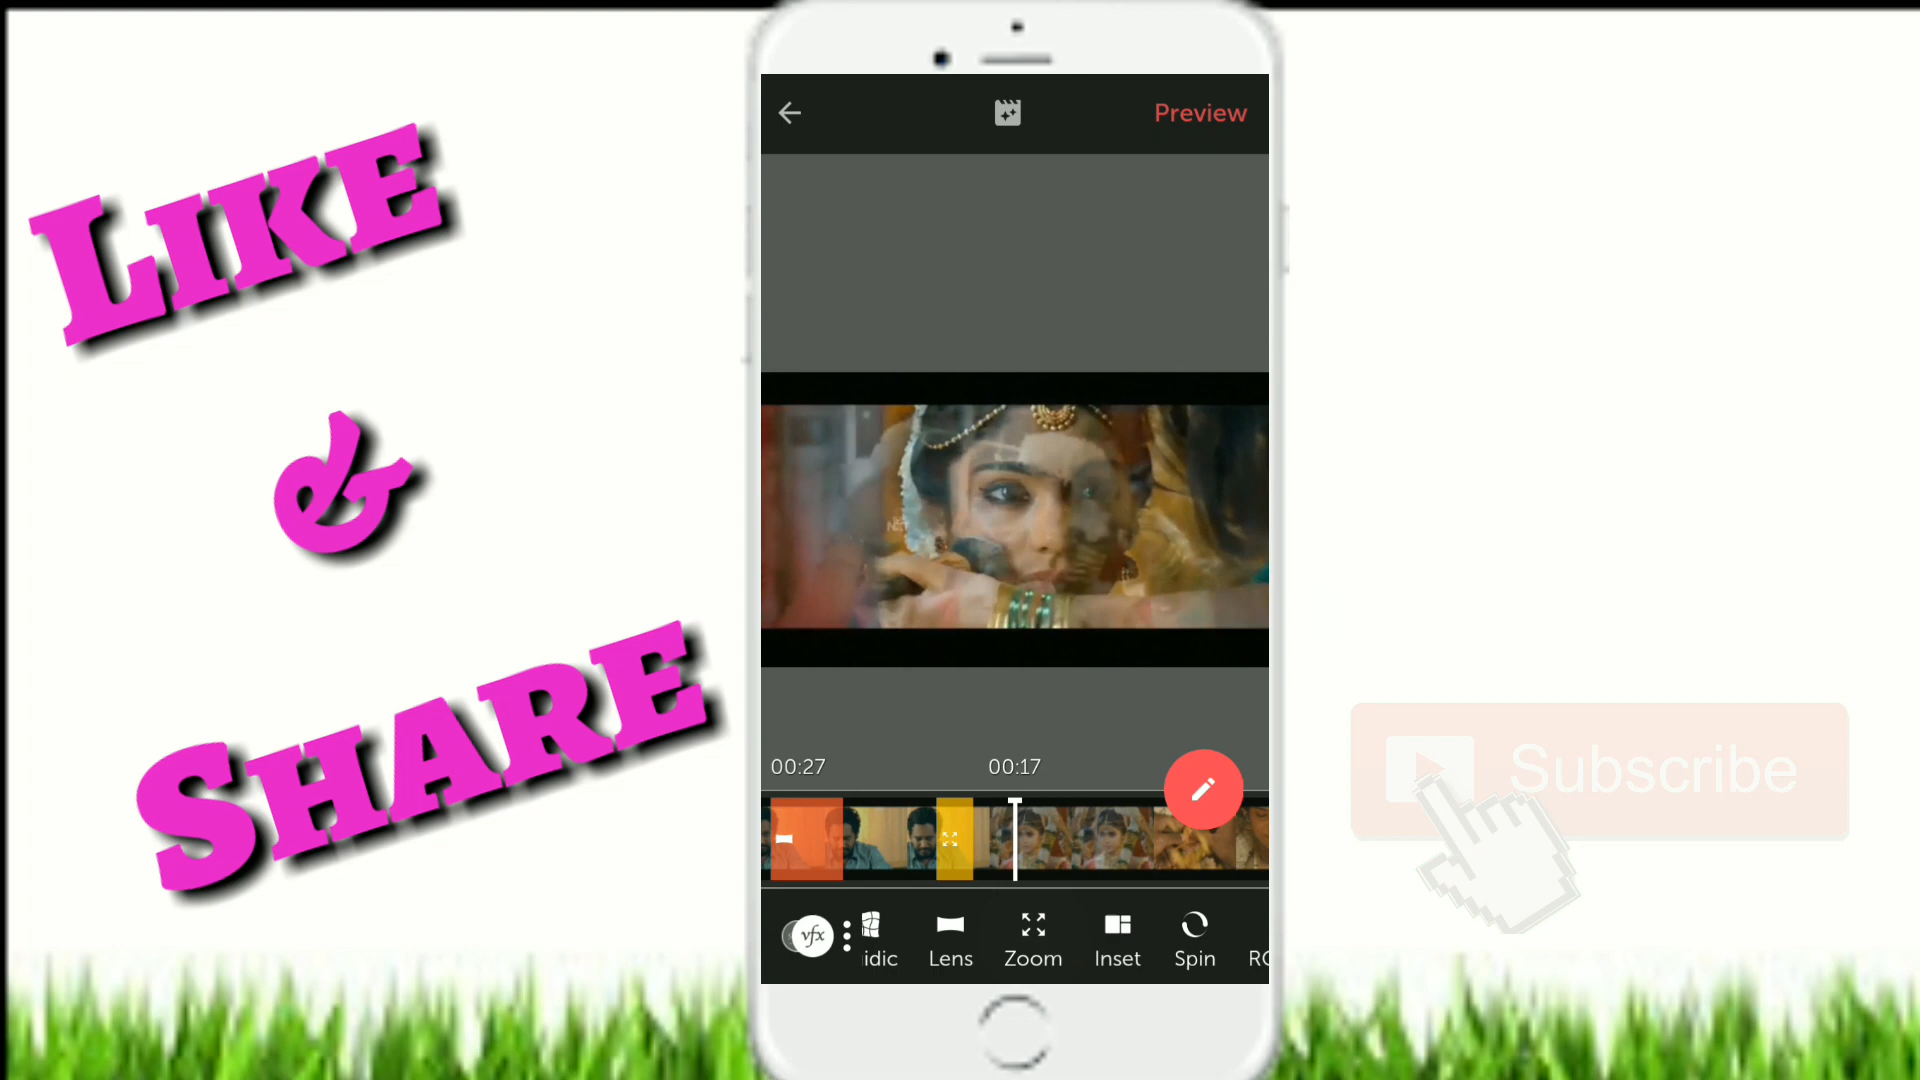 LIKE
&
SHARE
Preview
00:27
00:17
vfx
idic
Lens
Zoom
Inset
Spin
Subscribe